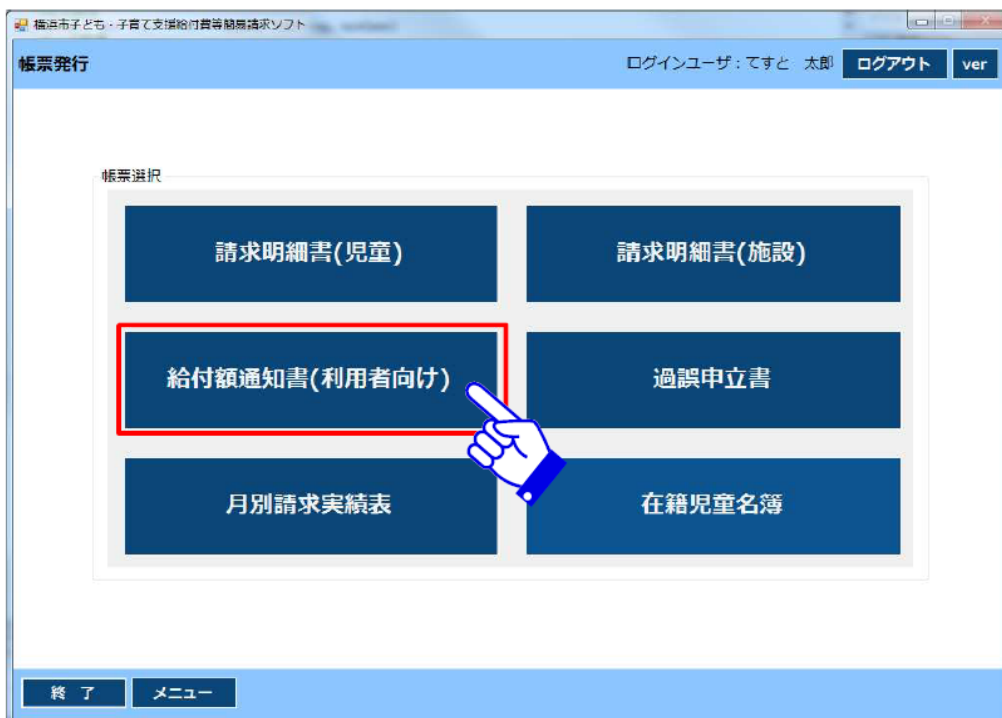 横浜市子ども・子育て支援給付費等簡易請求ソフト
帳票発行
ログインユーザ：てすと 太郎
ログアウト
ver
帳票選択
請求明細書(児童)
請求明細書(施設)
給付額通知書(利用者向け)
過誤申立書
月別請求実績表
在籍児童名簿
終 了
メニュー